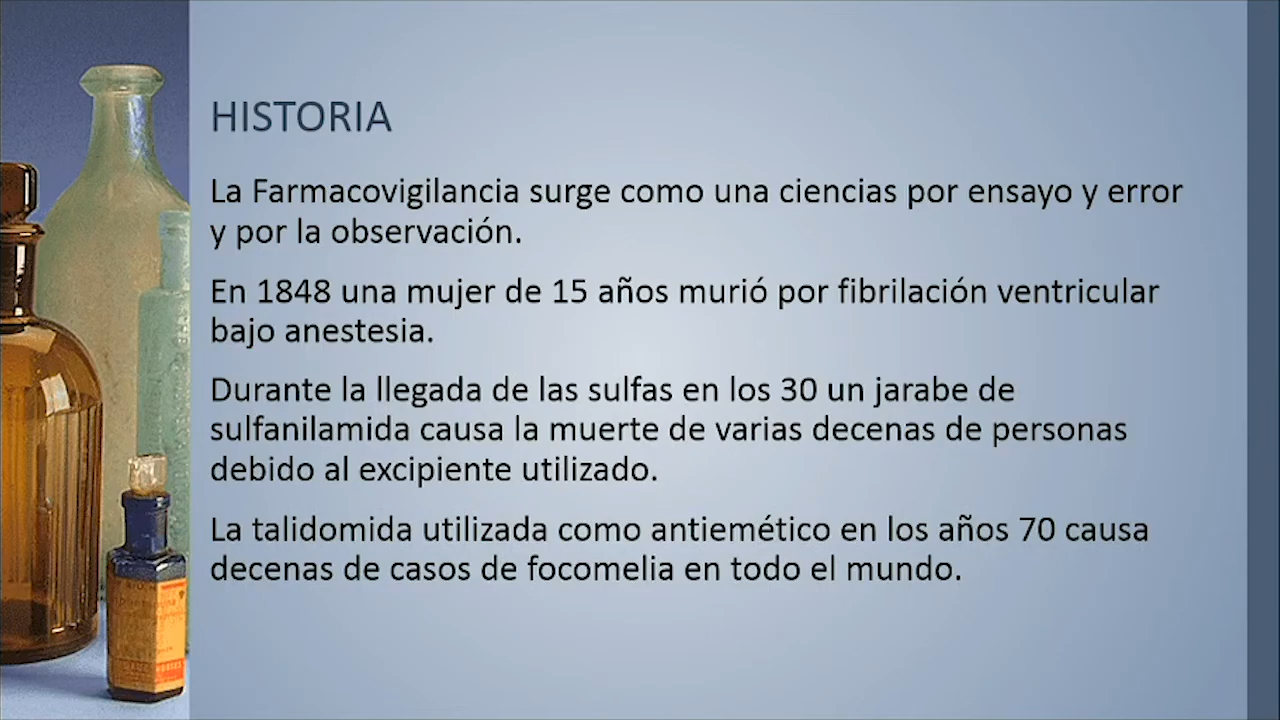 HISTORIA
La Farmacovigilancia surge como una ciencias por ensayo y error
y por la observación.
En 1848 una mujer de 15 años murió por fibrilación ventricular
bajo anestesia.
Durante la llegada de las sulfas en los 30 un jarabe de
sulfanilamida causa la muerte de varias decenas de personas
debido al excipiente utilizado.
La talidomida utilizada como antiemético en los años 70 causa
decenas de casos de focomelia en todo el mundo.